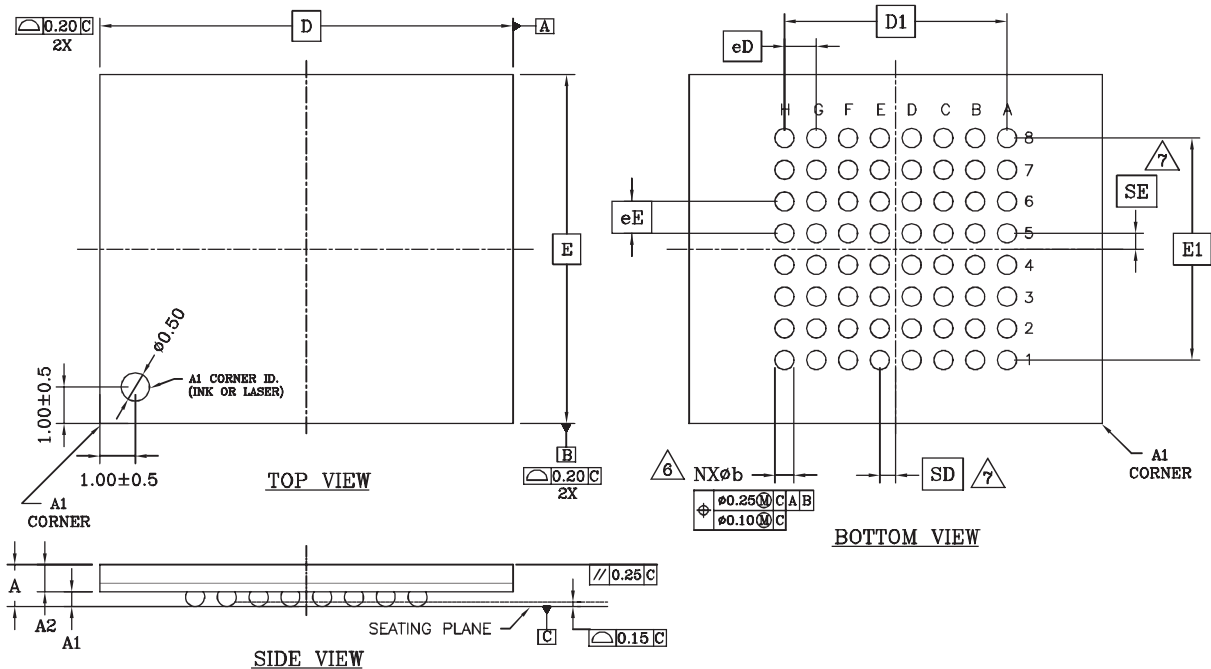 ⌓ 0.20 C
2X
D
A
E
ø0.50
A1 CORNER ID.
(INK OR LASER)
1.00±0.5
1.00±0.5
A1
CORNER
TOP VIEW
B
⌓ 0.20 C
2X
D1
eD
H G F E D C B A
8
7
6
5
4
3
2
1
7
SE
eE
E1
6 NXøb
SD 7
⌖ ø0.25Ⓜ C A B
ø0.10Ⓜ C
A1
CORNER
BOTTOM VIEW
A
A2
A1
// 0.25 C
SEATING PLANE
C
⌓ 0.15 C
SIDE VIEW